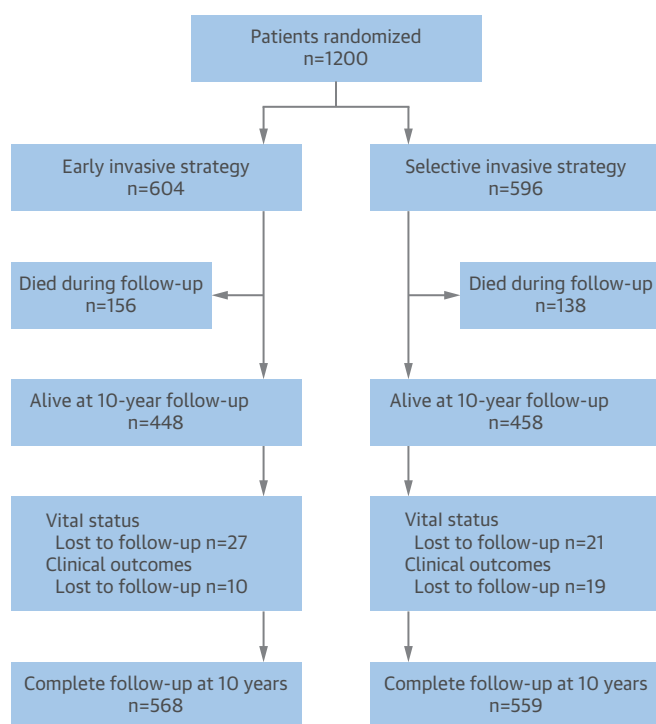 Patients randomized
n=1200
Early invasive strategy
n=604
Selective invasive strategy
n=596
Died during follow-up
n=156
Died during follow-up
n=138
Alive at 10-year follow-up
n=448
Alive at 10-year follow-up
n=458
Vital status
Lost to follow-up n=27
Clinical outcomes
Lost to follow-up n=10
Vital status
Lost to follow-up n=21
Clinical outcomes
Lost to follow-up n=19
Complete follow-up at 10 years
n=568
Complete follow-up at 10 years
n=559